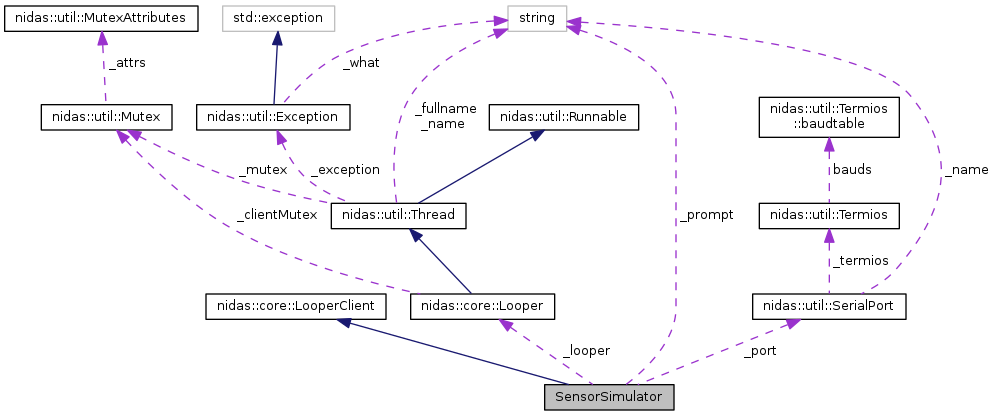 nidas::util::MutexAttributes
std::exception
string
_attrs
_what
nidas::util::Mutex
nidas::util::Exception
_fullname
_name
nidas::util::Runnable
nidas::util::Termios
::baudtable
_mutex
_exception
bauds
_name
_clientMutex
nidas::util::Thread
_prompt
nidas::util::Termios
_termios
nidas::core::LooperClient
nidas::core::Looper
nidas::util::SerialPort
_looper
_port
SensorSimulator